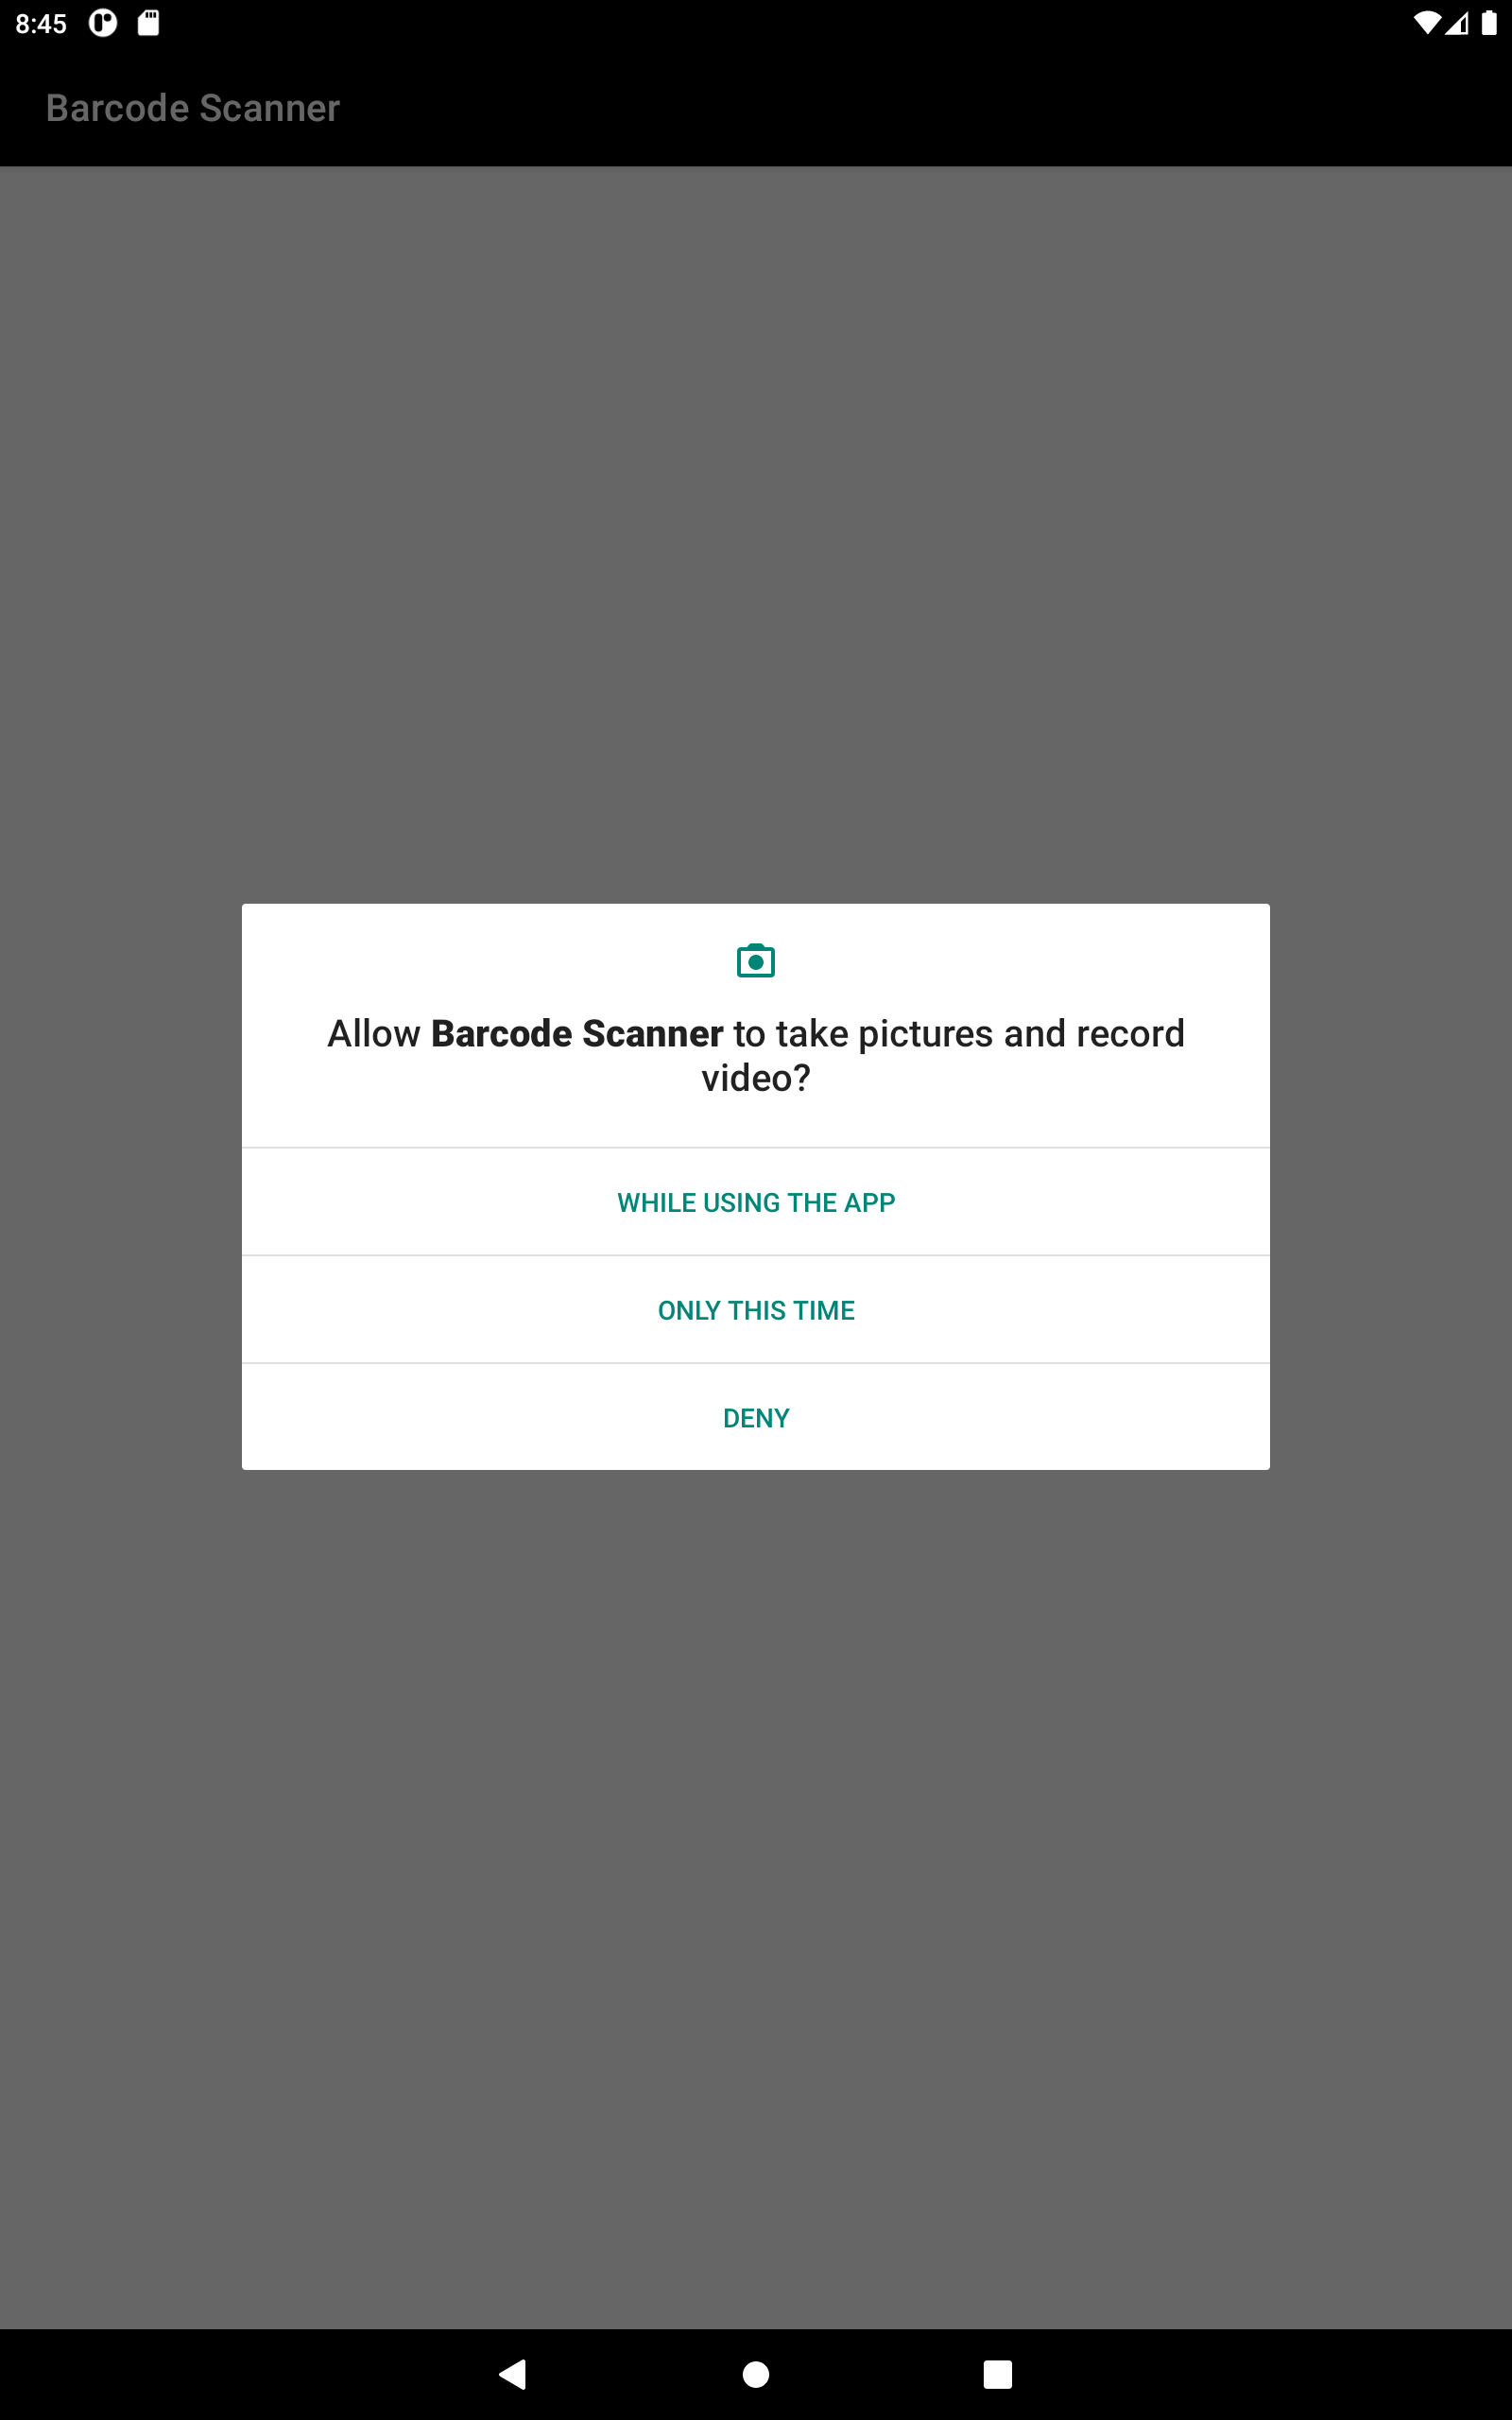 8:45
Barcode Scanner
Allow Barcode Scanner to take pictures and record
video?
WHILE USING THE APP
ONLY THIS TIME
DENY